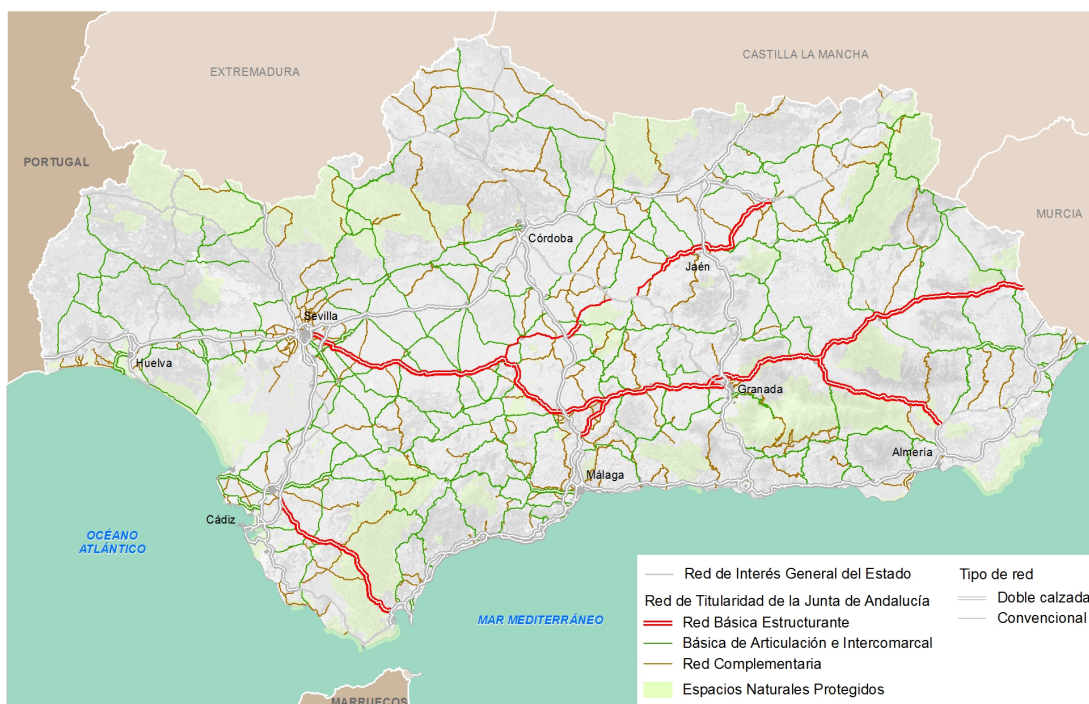 EXTREMADURA
CASTILLA LA MANCHA
PORTUGAL
MURCIA
Córdoba
Jaén
Sevilla
Huelva
Granada
Almería
Málaga
Cádiz
OCÉANO
ATLÁNTICO
MAR MEDITERRÁNEO
MARRUECOS
Red de Interés General del Estado
Red de Titularidad de la Junta de Andalucía
Red Básica Estructurante
Básica de Articulación e Intercomarcal
Red Complementaria
Espacios Naturales Protegidos
Tipo de red
Doble calzada
Convencional